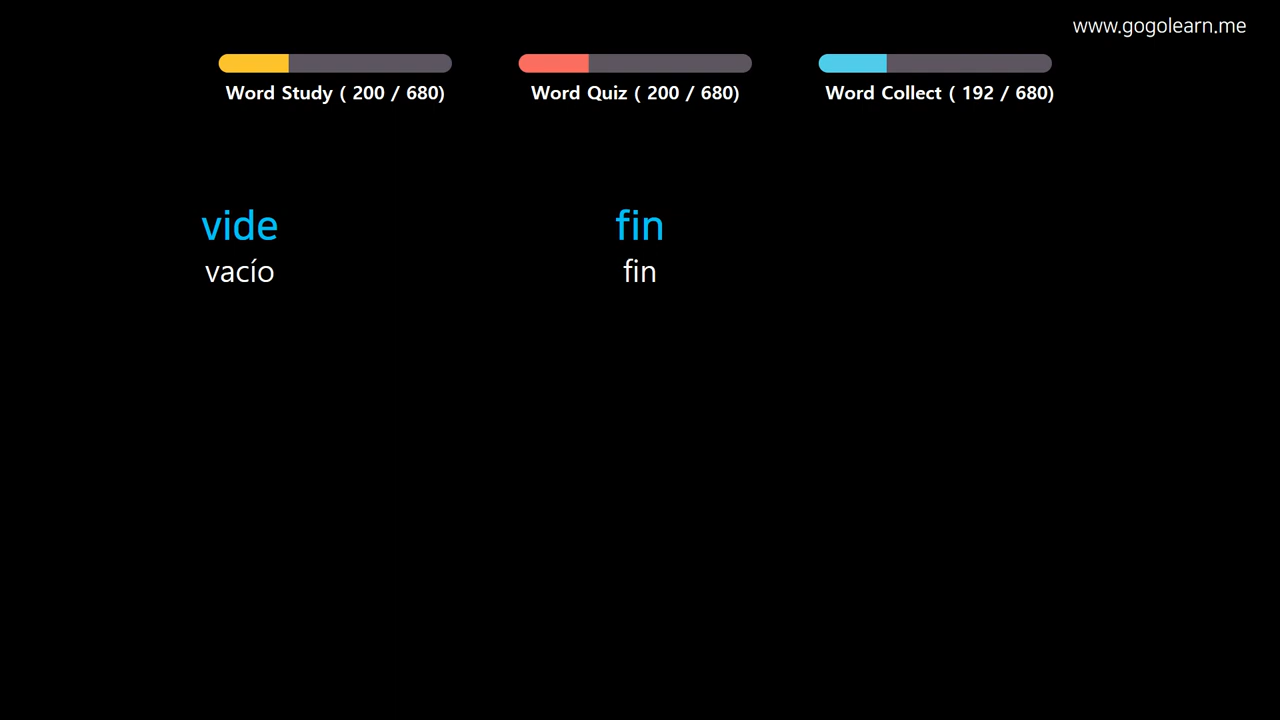 www.gogolearn.me
Word Study ( 200 / 680)
Word Quiz ( 200 / 680)
Word Collect ( 192 / 680)
vide
vacío
fin
fin